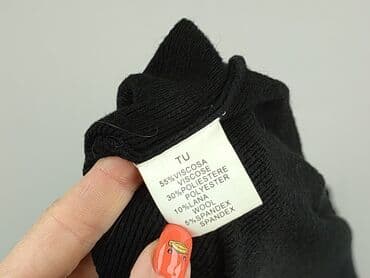 TU
55%VISCOSA
VISCOSE
30%POLIESTERE
POLYESTER
10%LANA
WOOL
5%SPANDEX
SPANDEX